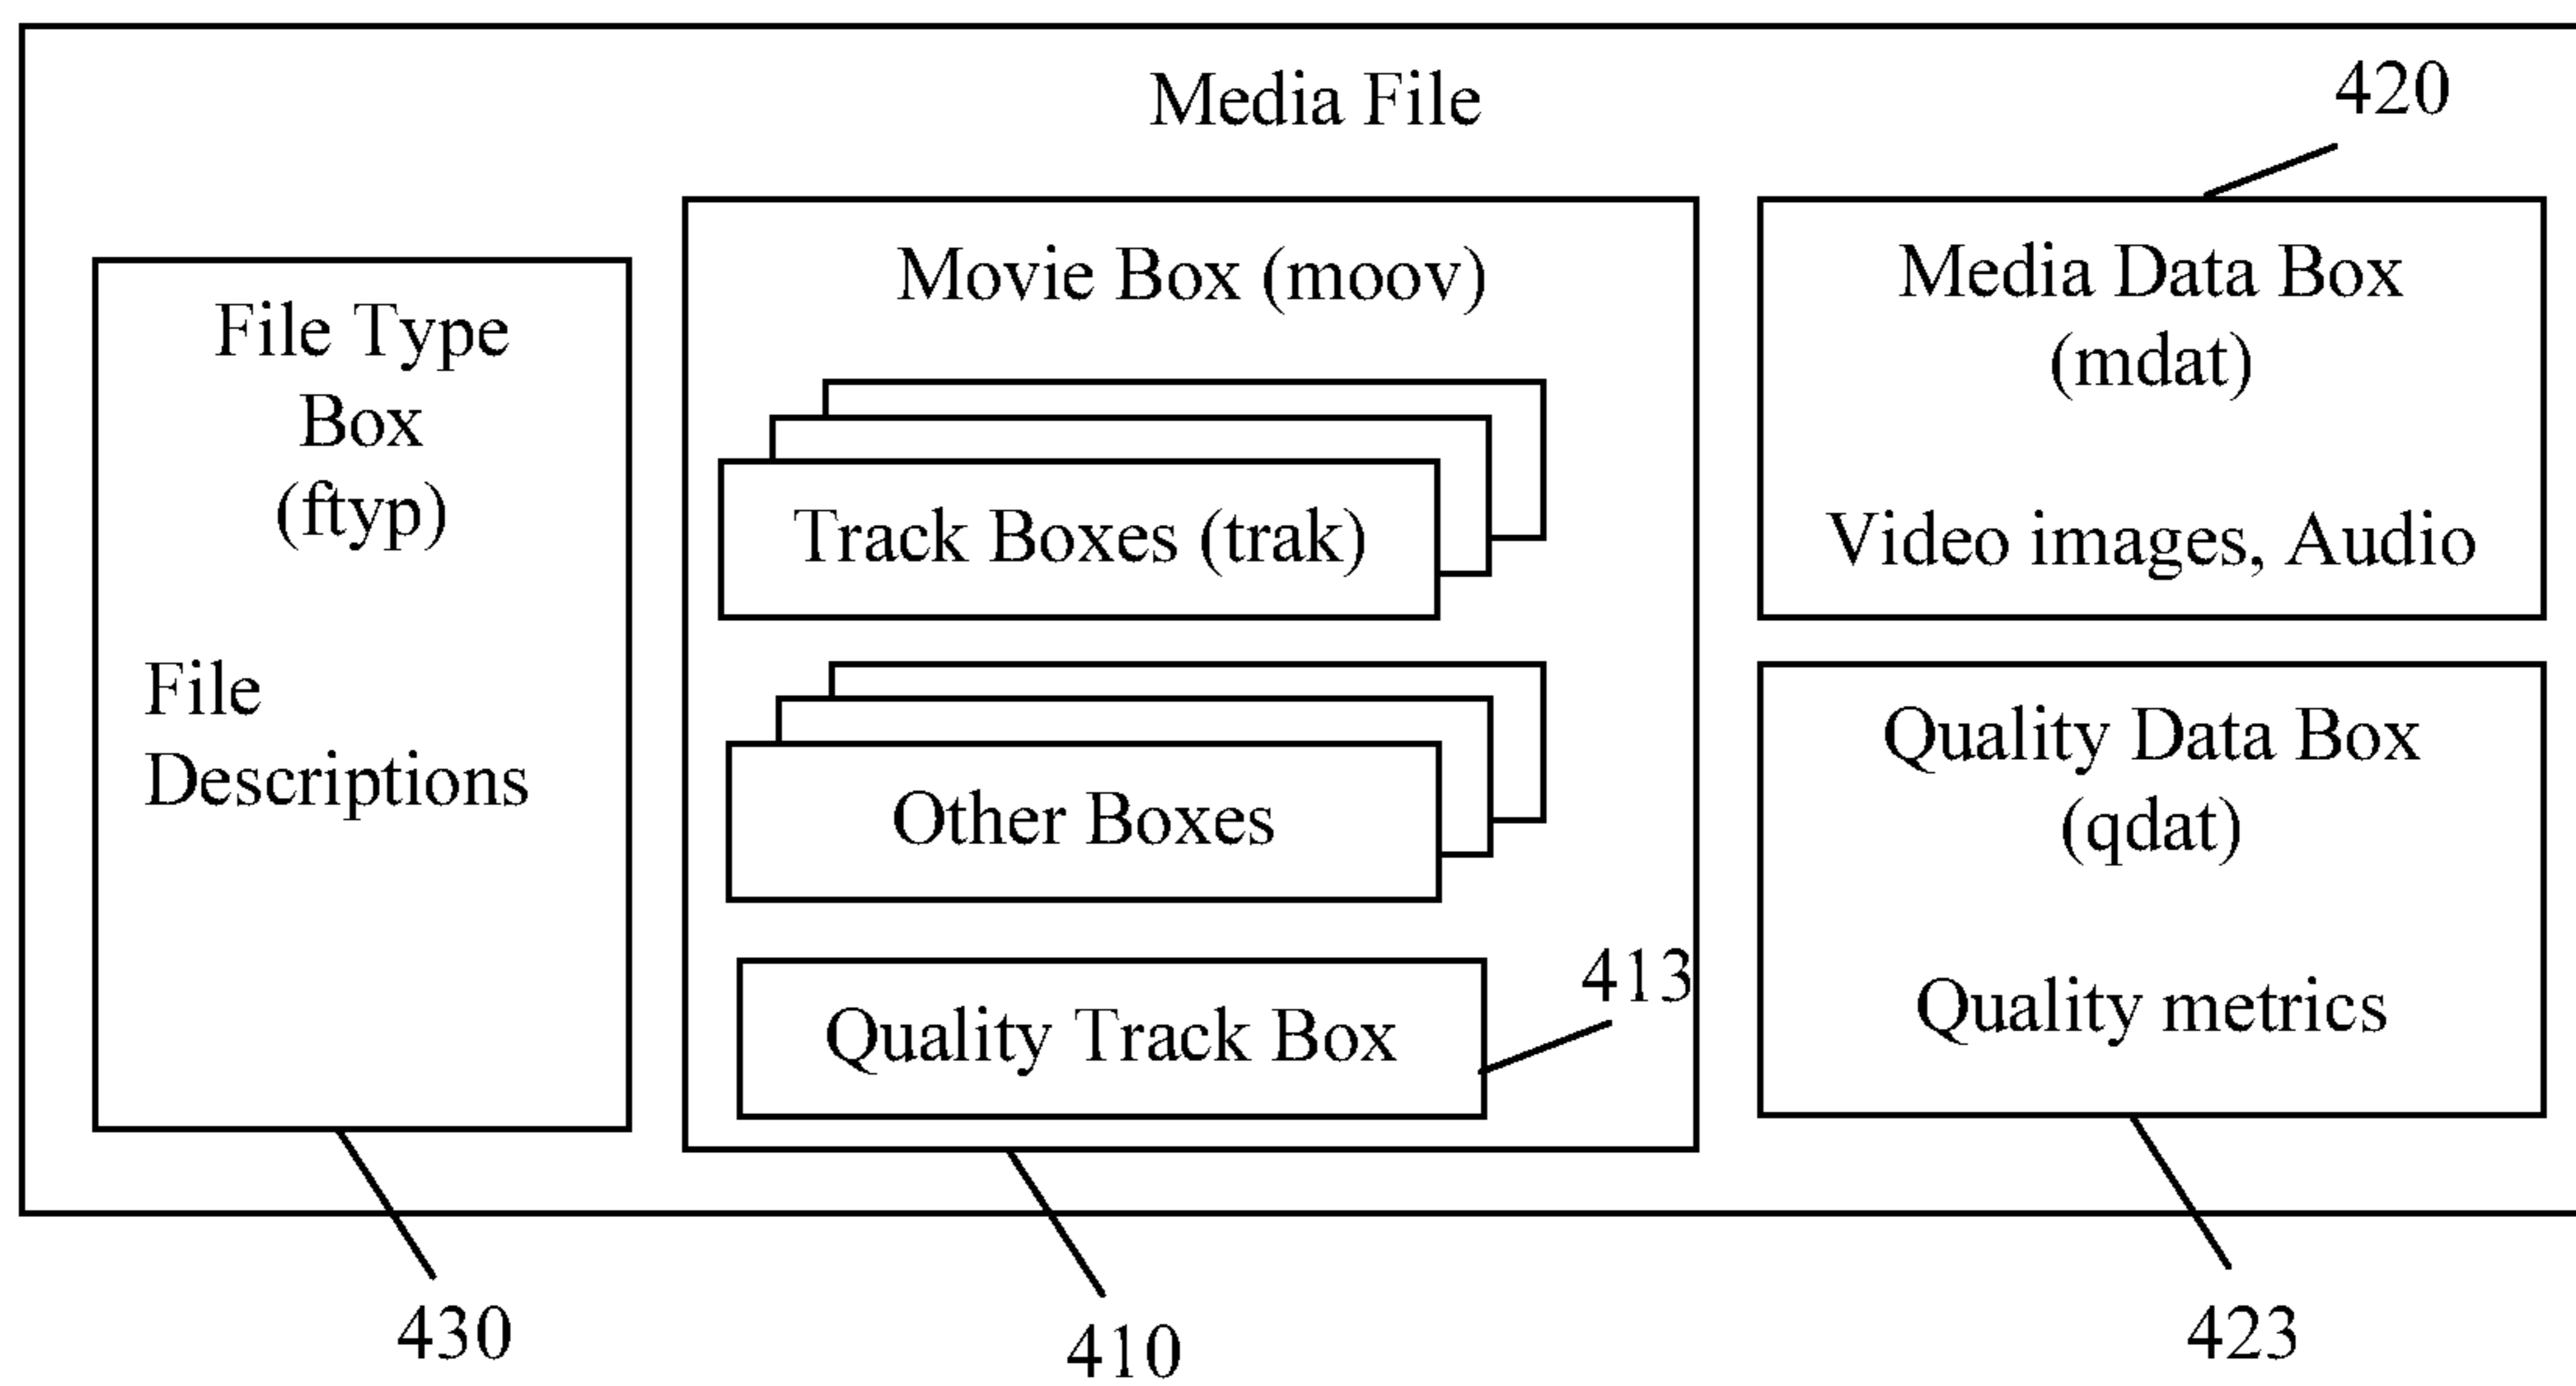 Media File
420
File Type
Box
(ftyp)
File
Descriptions
Movie Box (moov)
Track Boxes (trak)
Other Boxes
Quality Track Box
413
Media Data Box
(mdat)
Video images, Audio
Quality Data Box
(qdat)
Quality metrics
430
410
423